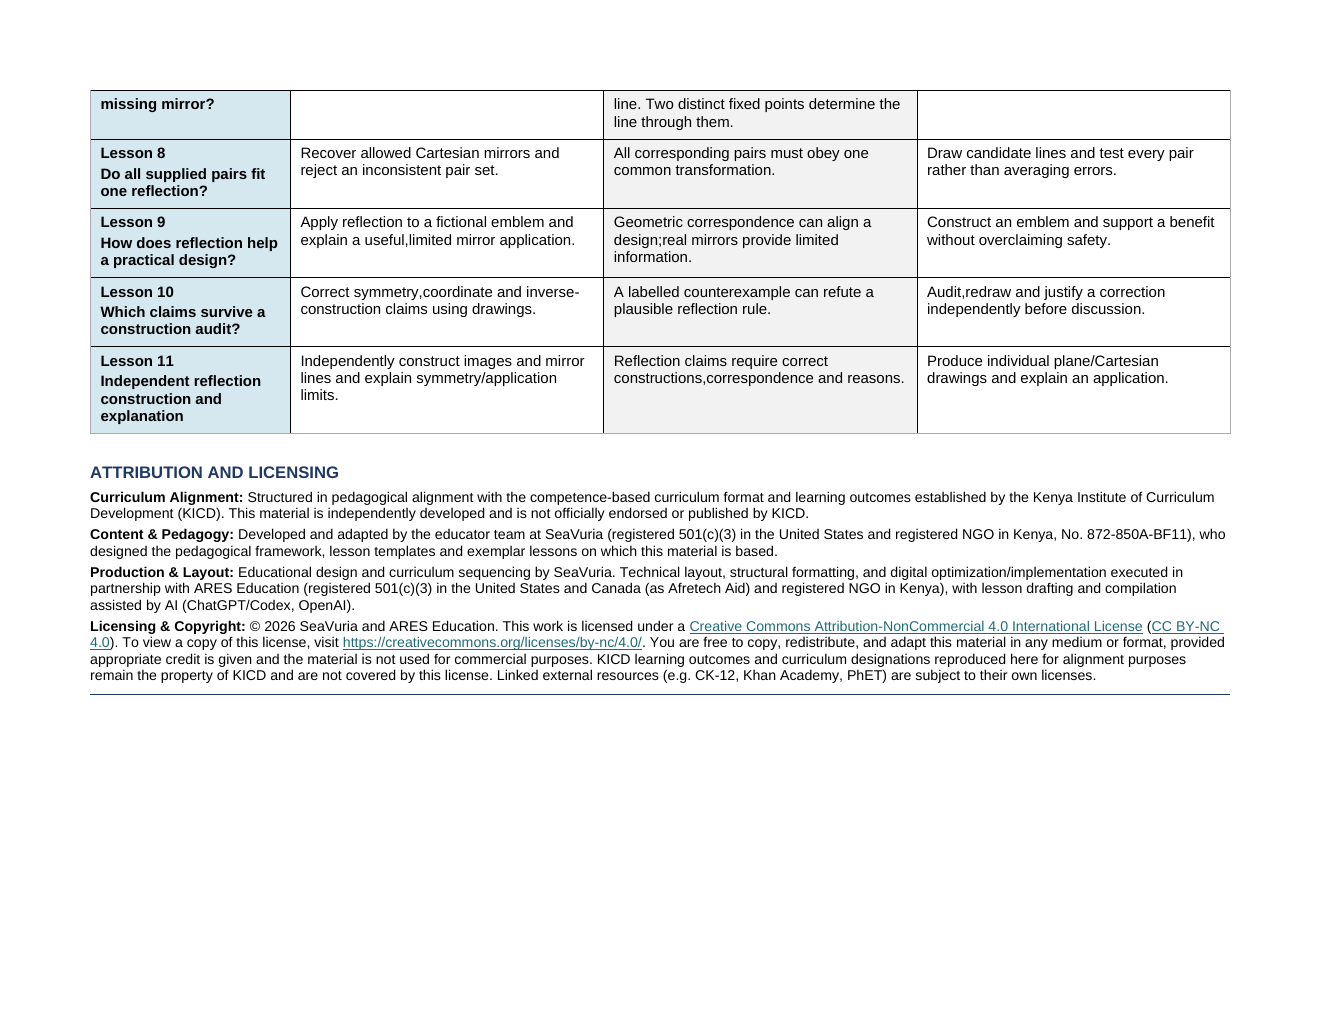 missing mirror?
line. Two distinct fixed points determine the
line through them.
Lesson 8
Do all supplied pairs fit
one reflection?
Recover allowed Cartesian mirrors and
reject an inconsistent pair set.
All corresponding pairs must obey one
common transformation.
Draw candidate lines and test every pair
rather than averaging errors.
Lesson 9
How does reflection help
a practical design?
Apply reflection to a fictional emblem and
explain a useful,limited mirror application.
Geometric correspondence can align a
design;real mirrors provide limited
information.
Construct an emblem and support a benefit
without overclaiming safety.
Lesson 10
Which claims survive a
construction audit?
Correct symmetry,coordinate and inverse-
construction claims using drawings.
A labelled counterexample can refute a
plausible reflection rule.
Audit,redraw and justify a correction
independently before discussion.
Lesson 11
Independent reflection
construction and
explanation
Independently construct images and mirror
lines and explain symmetry/application
limits.
Reflection claims require correct
constructions,correspondence and reasons.
Produce individual plane/Cartesian
drawings and explain an application.
ATTRIBUTION AND LICENSING
Curriculum Alignment: Structured in pedagogical alignment with the competence-based curriculum format and learning outcomes established by the Kenya Institute of Curriculum
Development (KICD). This material is independently developed and is not officially endorsed or published by KICD.
Content & Pedagogy: Developed and adapted by the educator team at SeaVuria (registered 501(c)(3) in the United States and registered NGO in Kenya, No. 872-850A-BF11), who
designed the pedagogical framework, lesson templates and exemplar lessons on which this material is based.
Production & Layout: Educational design and curriculum sequencing by SeaVuria. Technical layout, structural formatting, and digital optimization/implementation executed in
partnership with ARES Education (registered 501(c)(3) in the United States and Canada (as Afretech Aid) and registered NGO in Kenya), with lesson drafting and compilation
assisted by AI (ChatGPT/Codex, OpenAI).
Licensing & Copyright: © 2026 SeaVuria and ARES Education. This work is licensed under a Creative Commons Attribution-NonCommercial 4.0 International License (CC BY-NC
4.0). To view a copy of this license, visit https://creativecommons.org/licenses/by-nc/4.0/. You are free to copy, redistribute, and adapt this material in any medium or format, provided
appropriate credit is given and the material is not used for commercial purposes. KICD learning outcomes and curriculum designations reproduced here for alignment purposes
remain the property of KICD and are not covered by this license. Linked external resources (e.g. CK-12, Khan Academy, PhET) are subject to their own licenses.